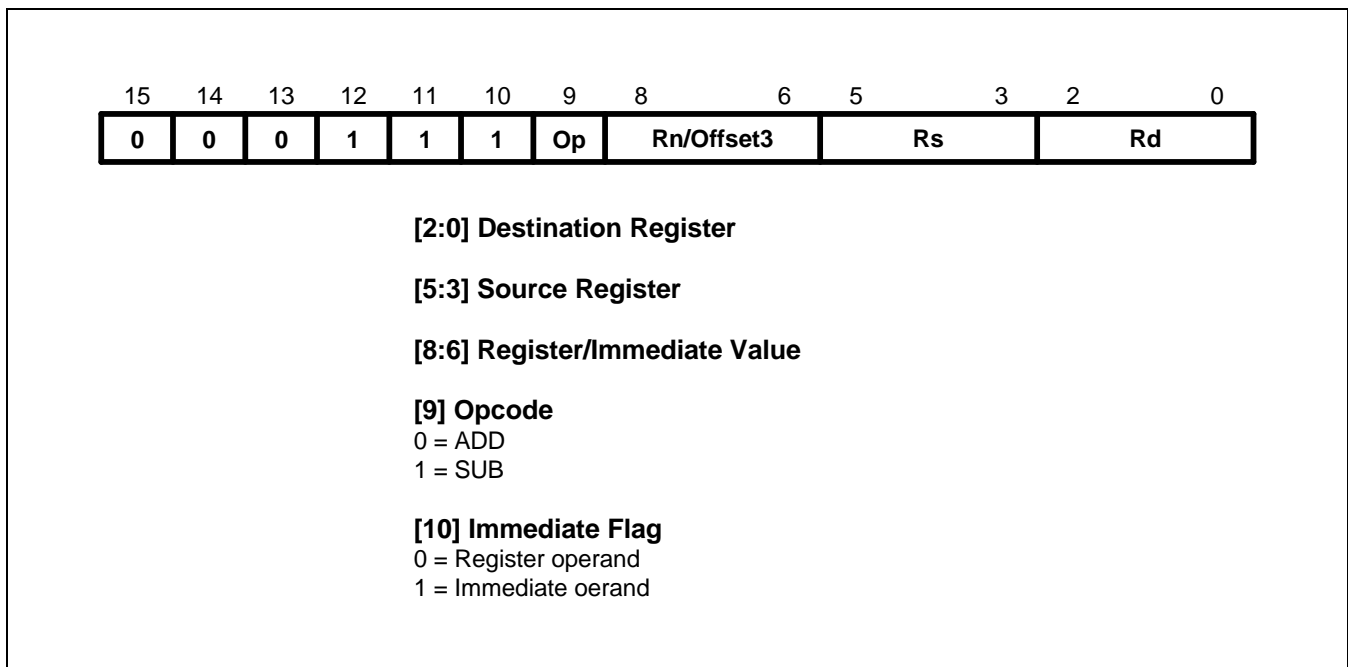 15 14 13 12 11 10 9 8 6 5 3 2 0
0 0 0 1 1 1 Op Rn/Offset3 Rs Rd
[2:0] Destination Register
[5:3] Source Register
[8:6] Register/Immediate Value
[9] Opcode
0 = ADD
1 = SUB
[10] Immediate Flag
0 = Register operand
1 = Immediate oerand